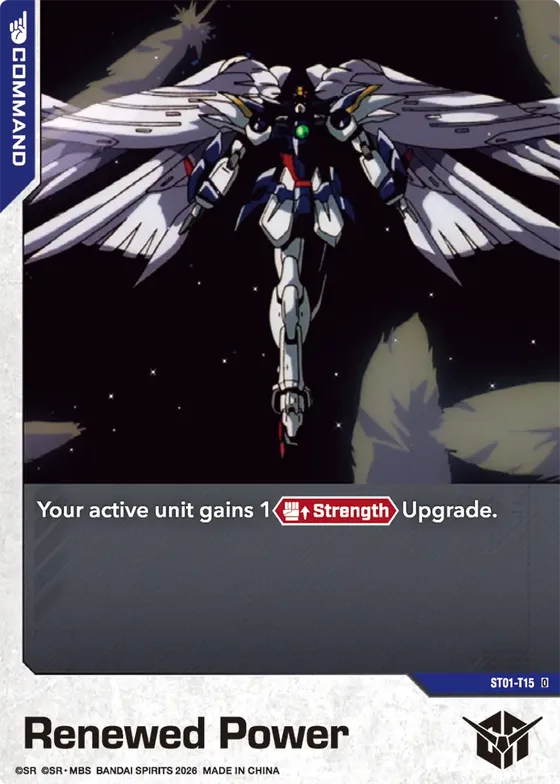 COMMAND
Your active unit gains 1 Strength Upgrade.
ST01-T15 0
Renewed Power
©SR ©SR・MBS BANDAI SPIRITS 2026 MADE IN CHINA